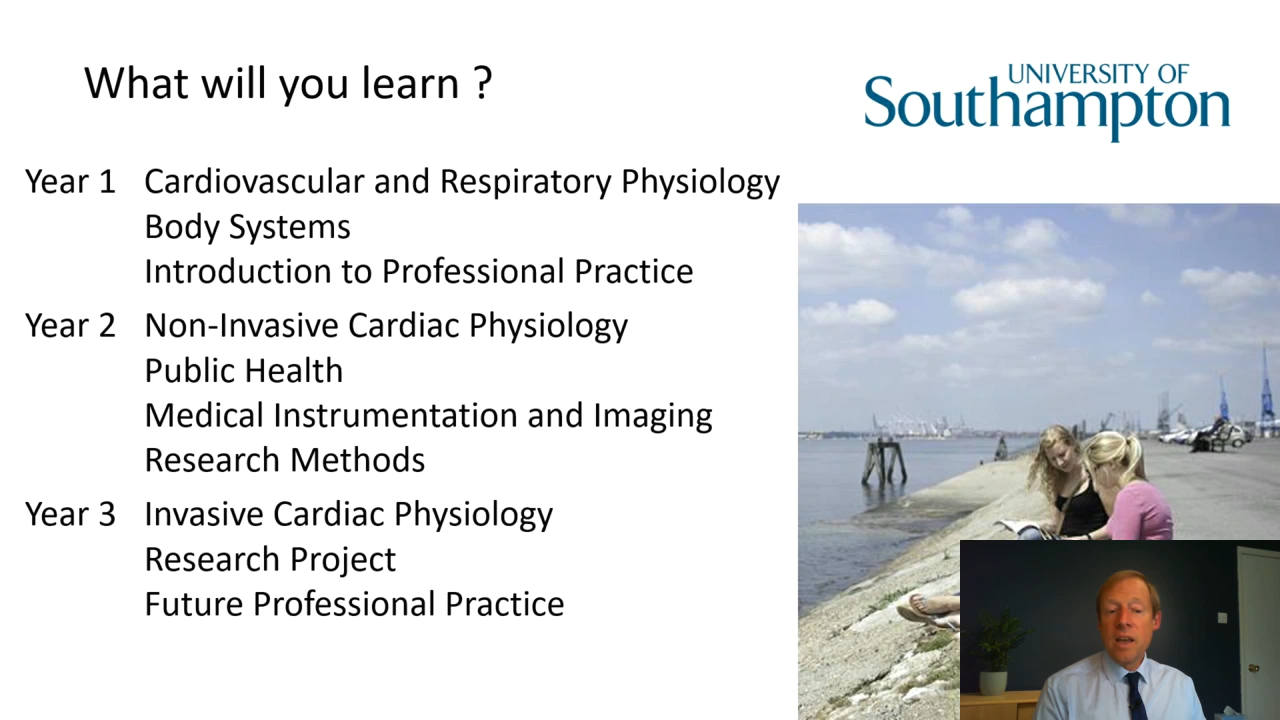 What will you learn ?
UNIVERSITY OF
Southampton
Year 1 Cardiovascular and Respiratory Physiology
Body Systems
Introduction to Professional Practice
Year 2 Non-Invasive Cardiac Physiology
Public Health
Medical Instrumentation and Imaging
Research Methods
Year 3 Invasive Cardiac Physiology
Research Project
Future Professional Practice